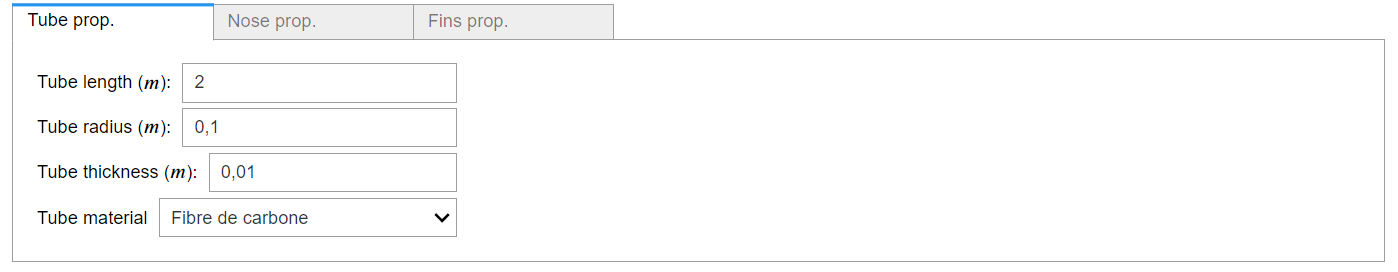 Tube prop. Nose prop. Fins prop.
Tube length (m): 2
Tube radius (m): 0,1
Tube thickness (m): 0,01
Tube material Fibre de carbone